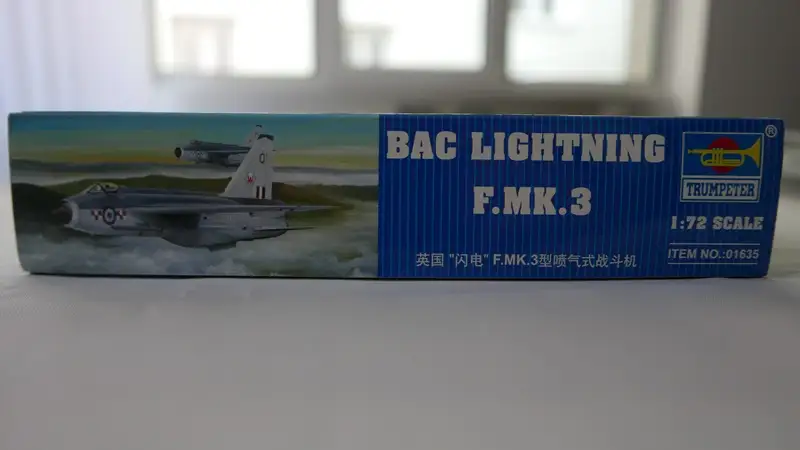 BAC LIGHTNING
F.MK.3
英国 "闪电" F.MK.3型喷气式战斗机
®
TRUMPETER
1:72 SCALE
ITEM NO.:01635